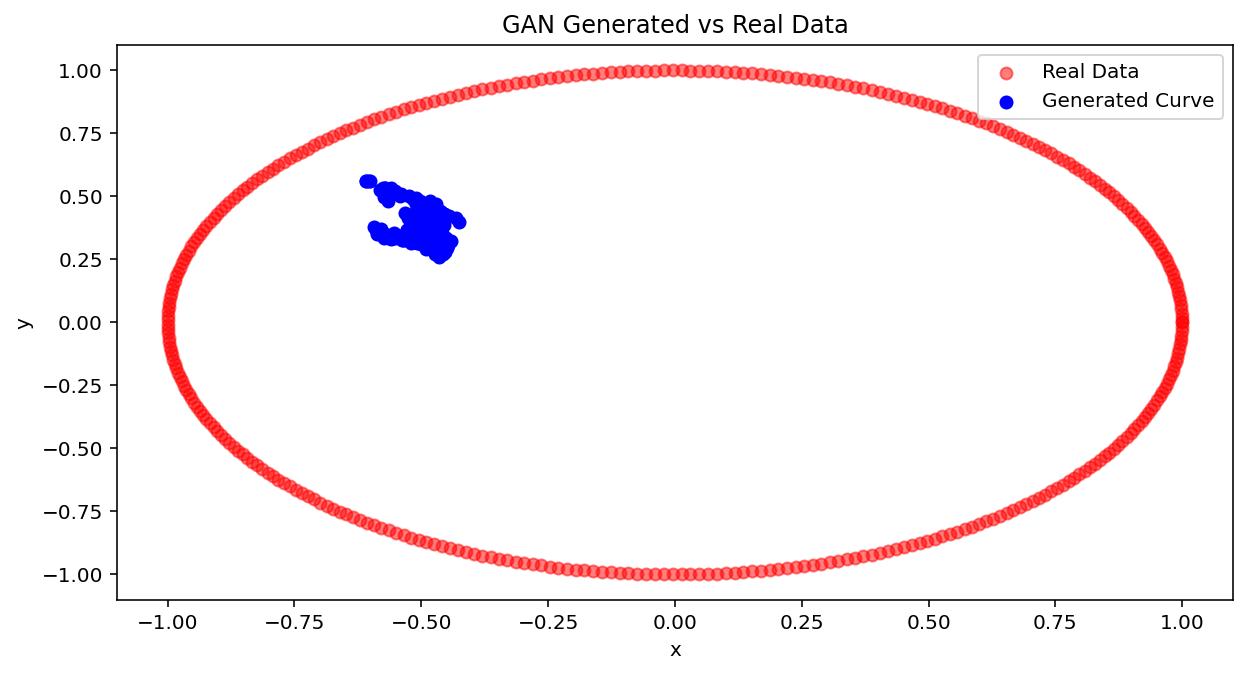 GAN Generated vs Real Data
Real Data
Generated Curve
1.00
0.75
0.50
0.25
0.00
−0.25
−0.50
−0.75
−1.00
y
−1.00 −0.75 −0.50 −0.25 0.00 0.25 0.50 0.75 1.00
x